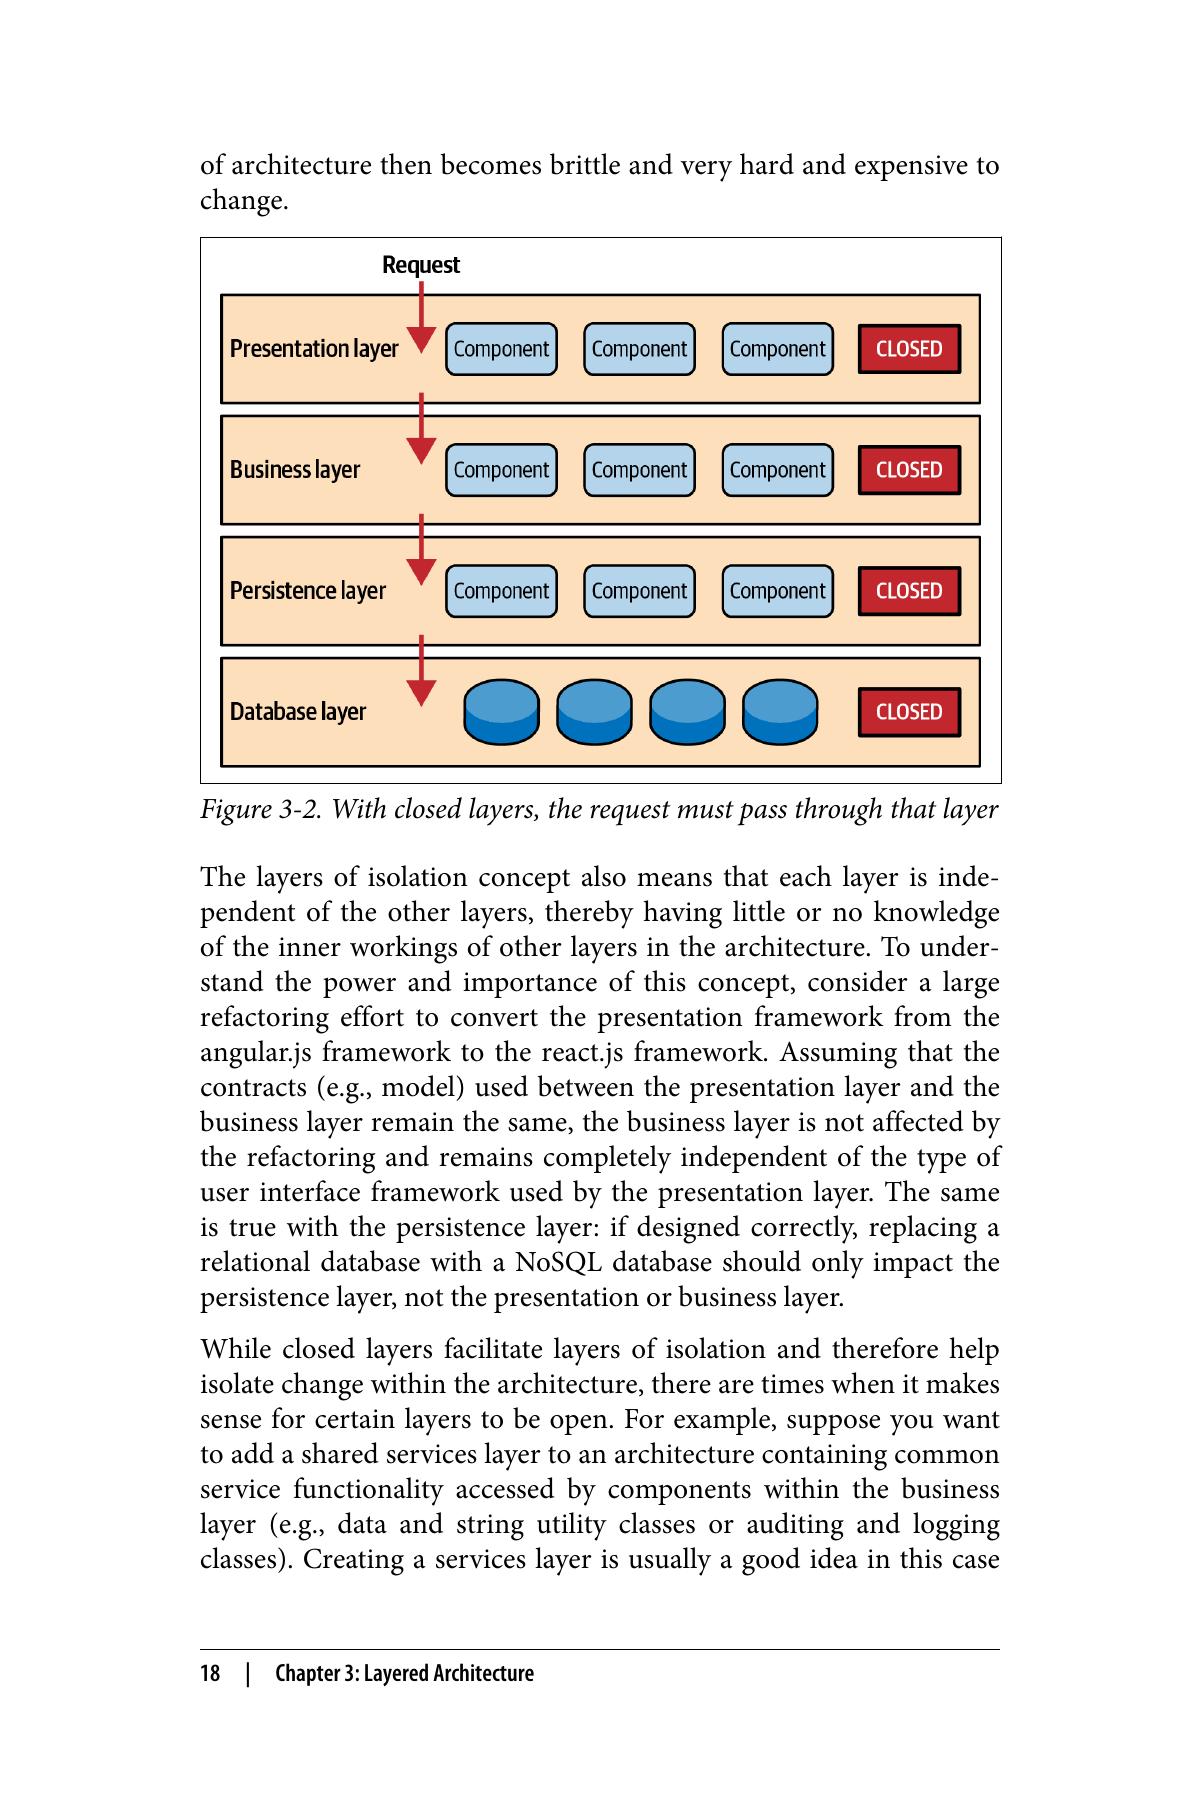 of architecture then becomes brittle and very hard and expensive to
change.
Request
Presentation layer
Component
Component
Component
CLOSED
Business layer
Component
Component
Component
CLOSED
Persistence layer
Component
Component
Component
CLOSED
Database layer
CLOSED
Figure 3-2. With closed layers, the request must pass through that layer
The layers of isolation concept also means that each layer is inde-
pendent of the other layers, thereby having little or no knowledge
of the inner workings of other layers in the architecture. To under-
stand the power and importance of this concept, consider a large
refactoring effort to convert the presentation framework from the
angular.js framework to the react.js framework. Assuming that the
contracts (e.g., model) used between the presentation layer and the
business layer remain the same, the business layer is not affected by
the refactoring and remains completely independent of the type of
user interface framework used by the presentation layer. The same
is true with the persistence layer: if designed correctly, replacing a
relational database with a NoSQL database should only impact the
persistence layer, not the presentation or business layer.
While closed layers facilitate layers of isolation and therefore help
isolate change within the architecture, there are times when it makes
sense for certain layers to be open. For example, suppose you want
to add a shared services layer to an architecture containing common
service functionality accessed by components within the business
layer (e.g., data and string utility classes or auditing and logging
classes). Creating a services layer is usually a good idea in this case
18 | Chapter 3: Layered Architecture